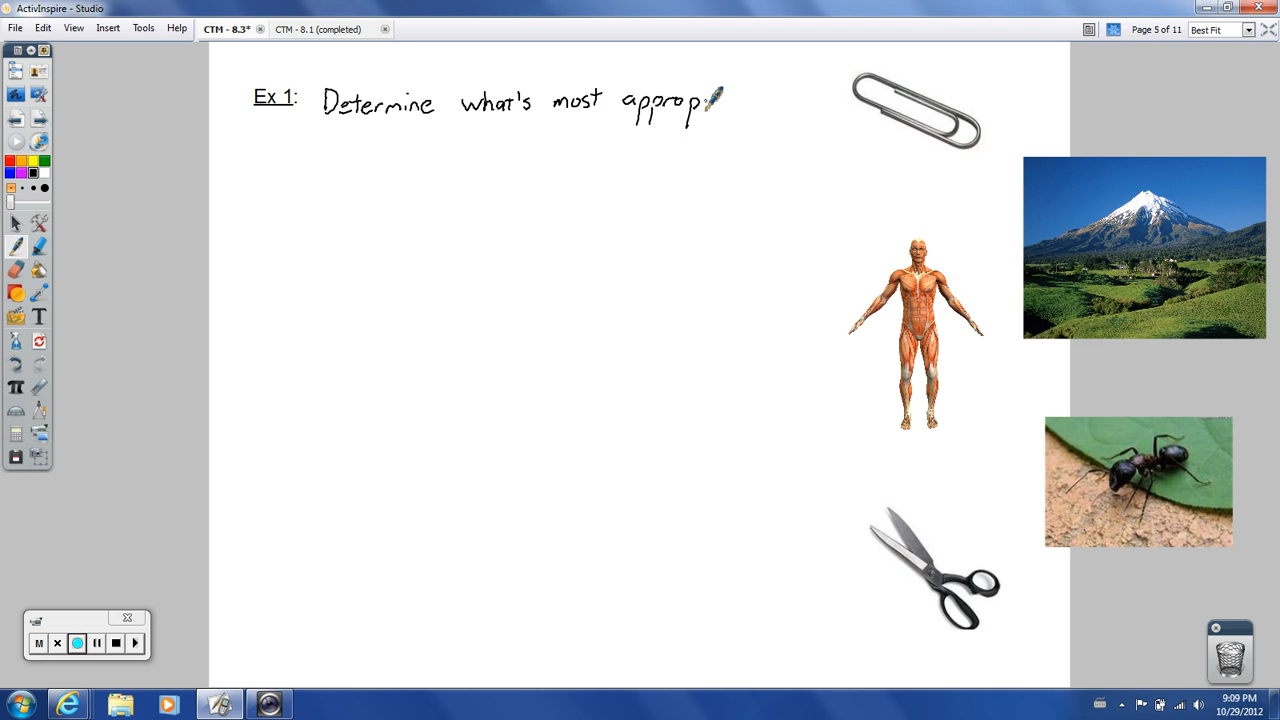 ActivInspire - Studio
File Edit View Insert Tools Help
CTM - 8.3* CTM - 8.1 (completed)
Page 5 of 11 Best Fit
Ex 1: Determine what's most approp
M
9:09 PM
10/29/2012